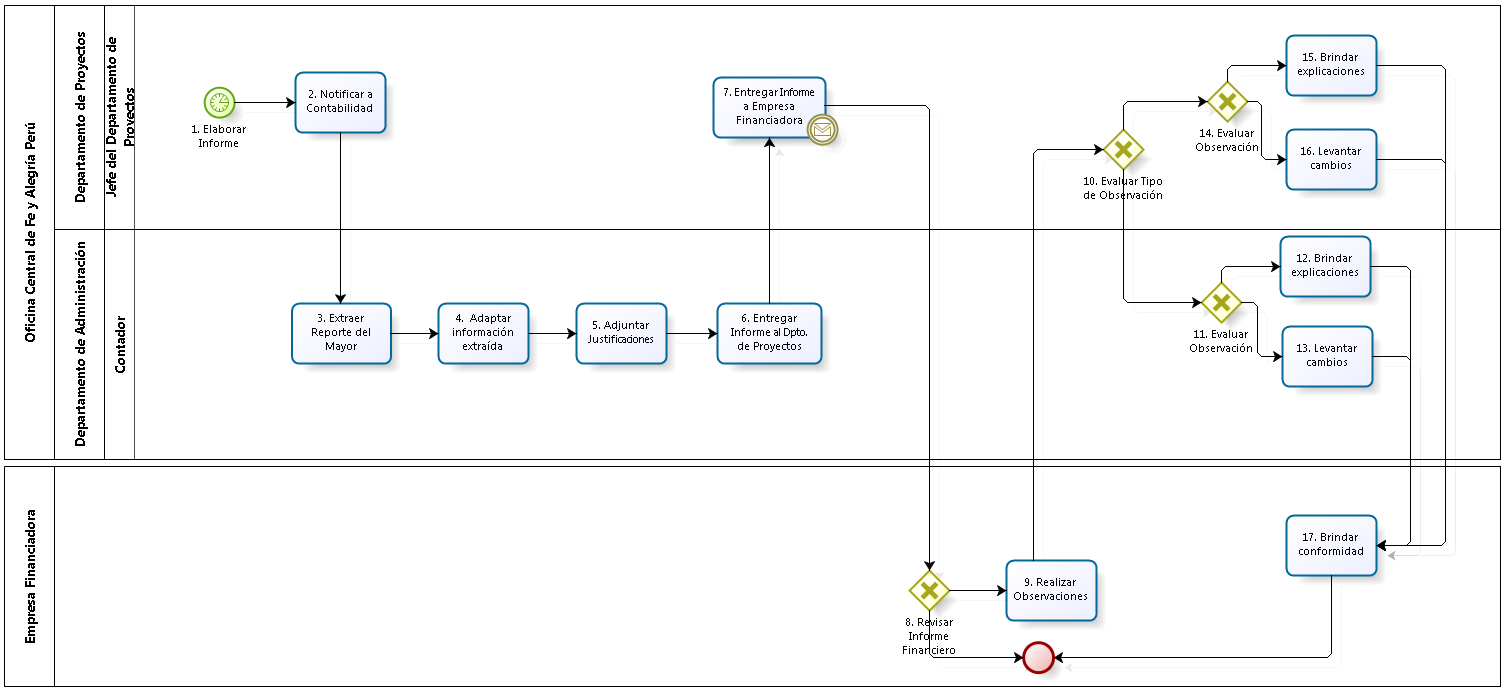 Oficina Central de Fe y Alegría Perú
Departamento de Proyectos
Jefe del Departamento de
Proyectos
1. Elaborar
Informe
2. Notificar a
Contabilidad
7. Entregar Informe
a Empresa
Financiadora
10. Evaluar Tipo
de Observación
14. Evaluar
Observación
15. Brindar
explicaciones
16. Levantar
cambios
Departamento de Administración
Contador
3. Extraer
Reporte del
Mayor
4. Adaptar
información
extraída
5. Adjuntar
Justificaciones
6. Entregar
Informe al Dpto.
de Proyectos
11. Evaluar
Observación
12. Brindar
explicaciones
13. Levantar
cambios
Empresa Financiadora
8. Revisar
Informe
Financiero
9. Realizar
Observaciones
17. Brindar
conformidad